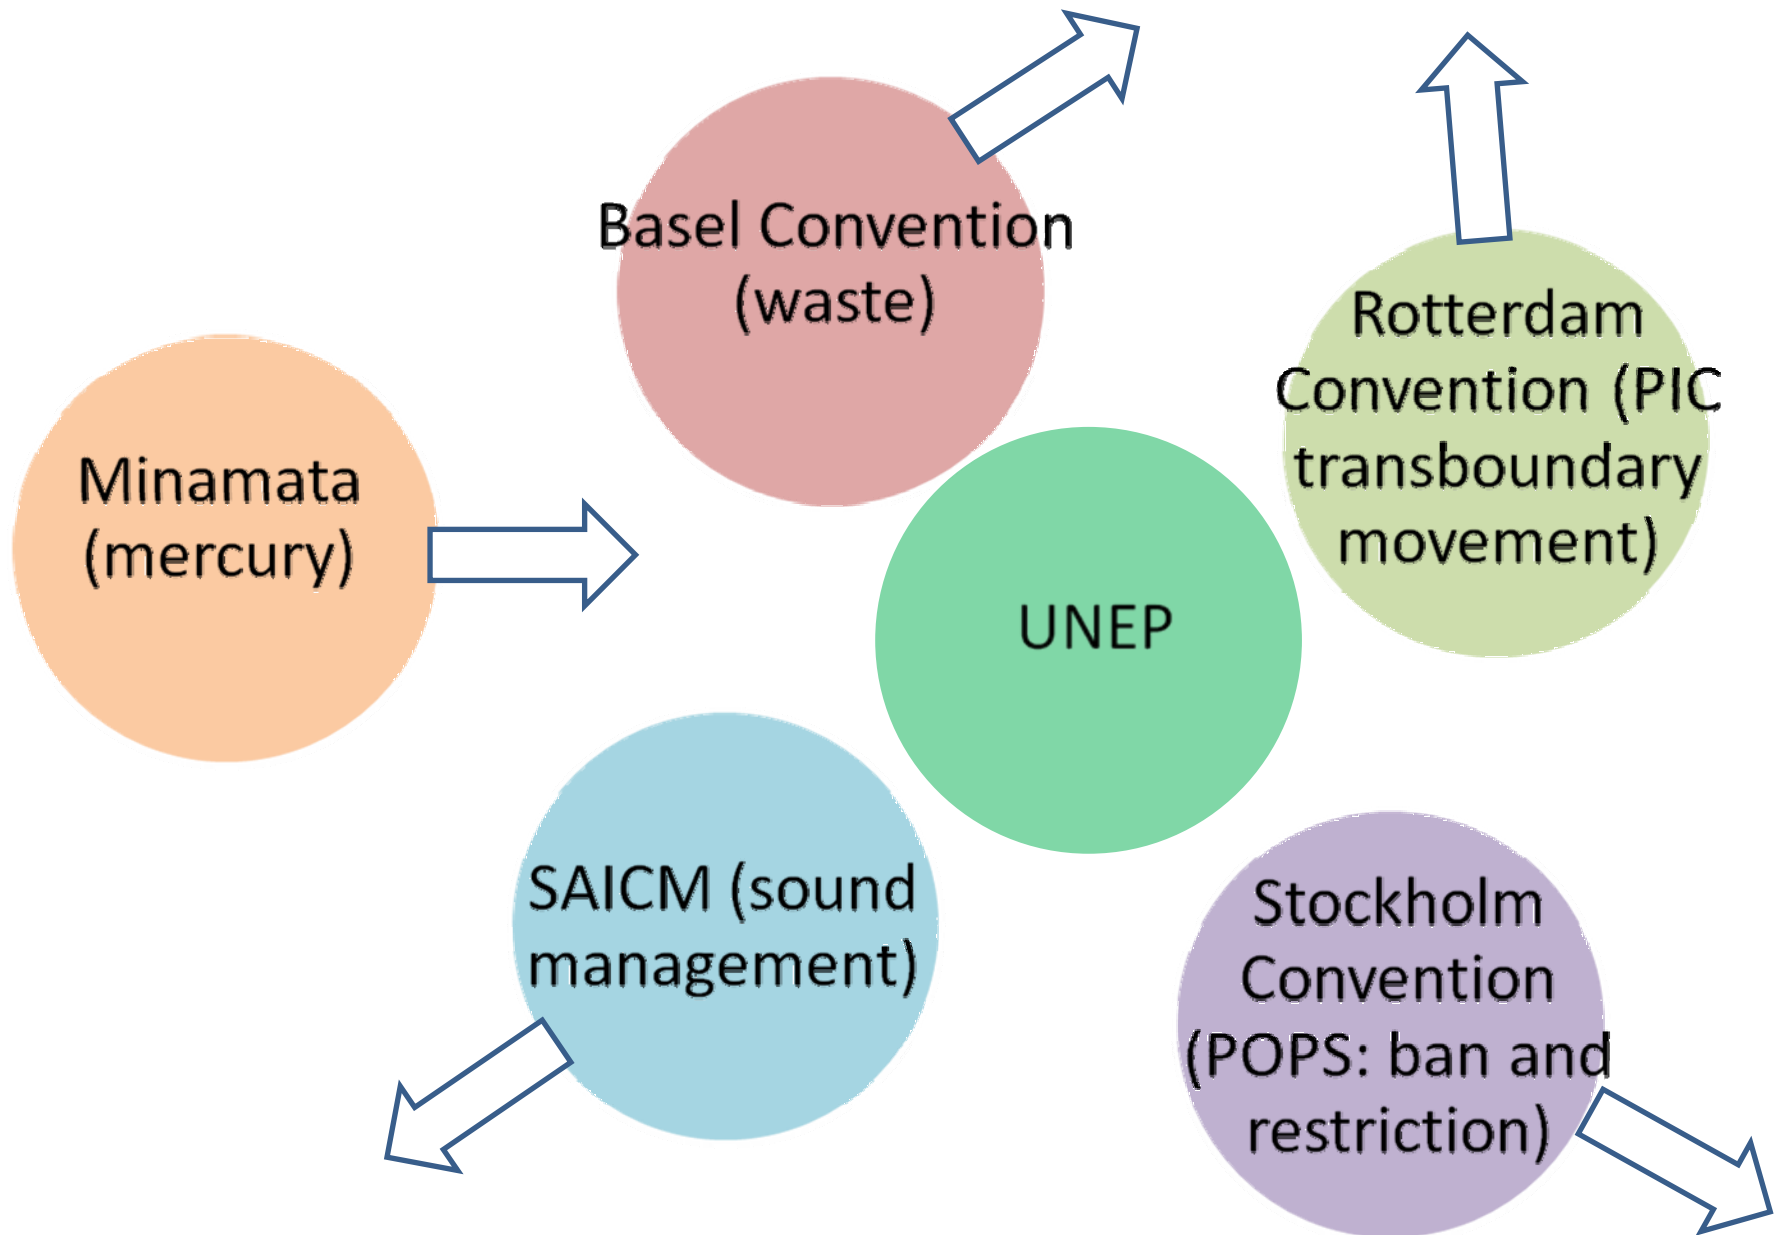 Basel Convention
(waste)
Rotterdam
Convention (PIC
transboundary
movement)
Minamata
(mercury)
UNEP
SAICM (sound
management)
Stockholm
Convention
(POPS: ban and
restriction)